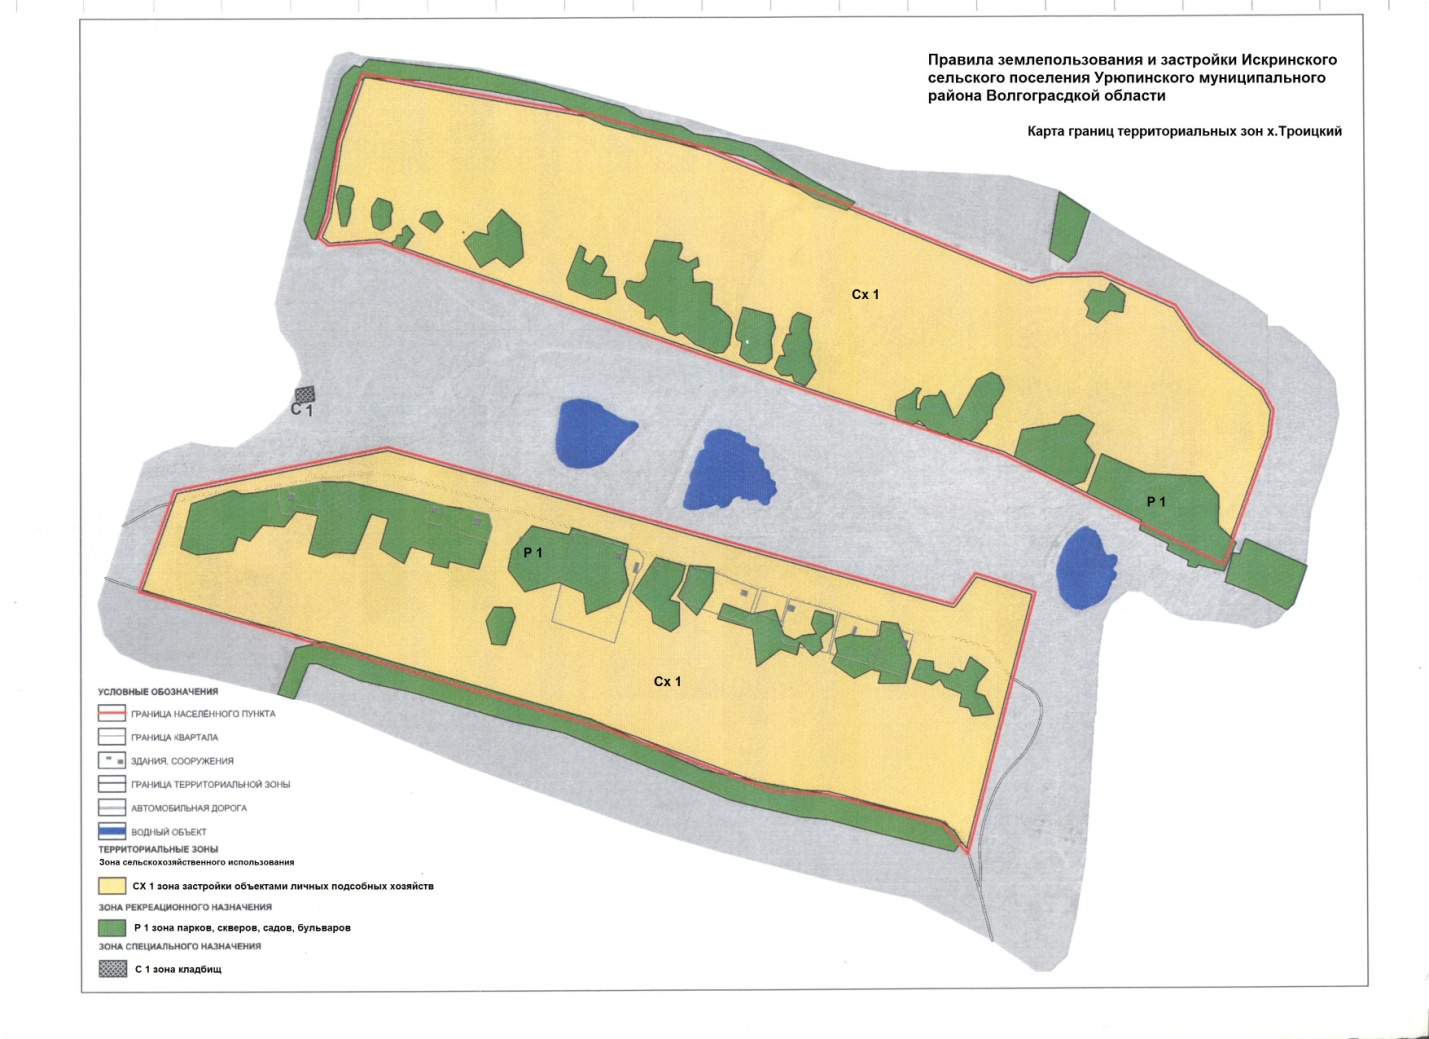 Правила землепользования и застройки Искринского
сельского поселения Урюпинского муниципального
района Волгограсдкой области
Карта границ территориальных зон х.Троицкий
Сх 1
С 1
Р 1
Р 1
Сх 1
УСЛОВНЫЕ ОБОЗНАЧЕНИЯ
ГРАНИЦА НАСЕЛЁННОГО ПУНКТА
ГРАНИЦА КВАРТАЛА
ЗДАНИЯ, СООРУЖЕНИЯ
ГРАНИЦА ТЕРРИТОРИАЛЬНОЙ ЗОНЫ
АВТОМОБИЛЬНАЯ ДОРОГА
ВОДНЫЙ ОБЪЕКТ
ТЕРРИТОРИАЛЬНЫЕ ЗОНЫ
Зона сельскохозяйственного использования
СХ 1 зона застройки объектами личных подсобных хозяйств
ЗОНА РЕКРЕАЦИОННОГО НАЗНАЧЕНИЯ
Р 1 зона парков, скверов, садов, бульваров
ЗОНА СПЕЦИАЛЬНОГО НАЗНАЧЕНИЯ
С 1 зона кладбищ